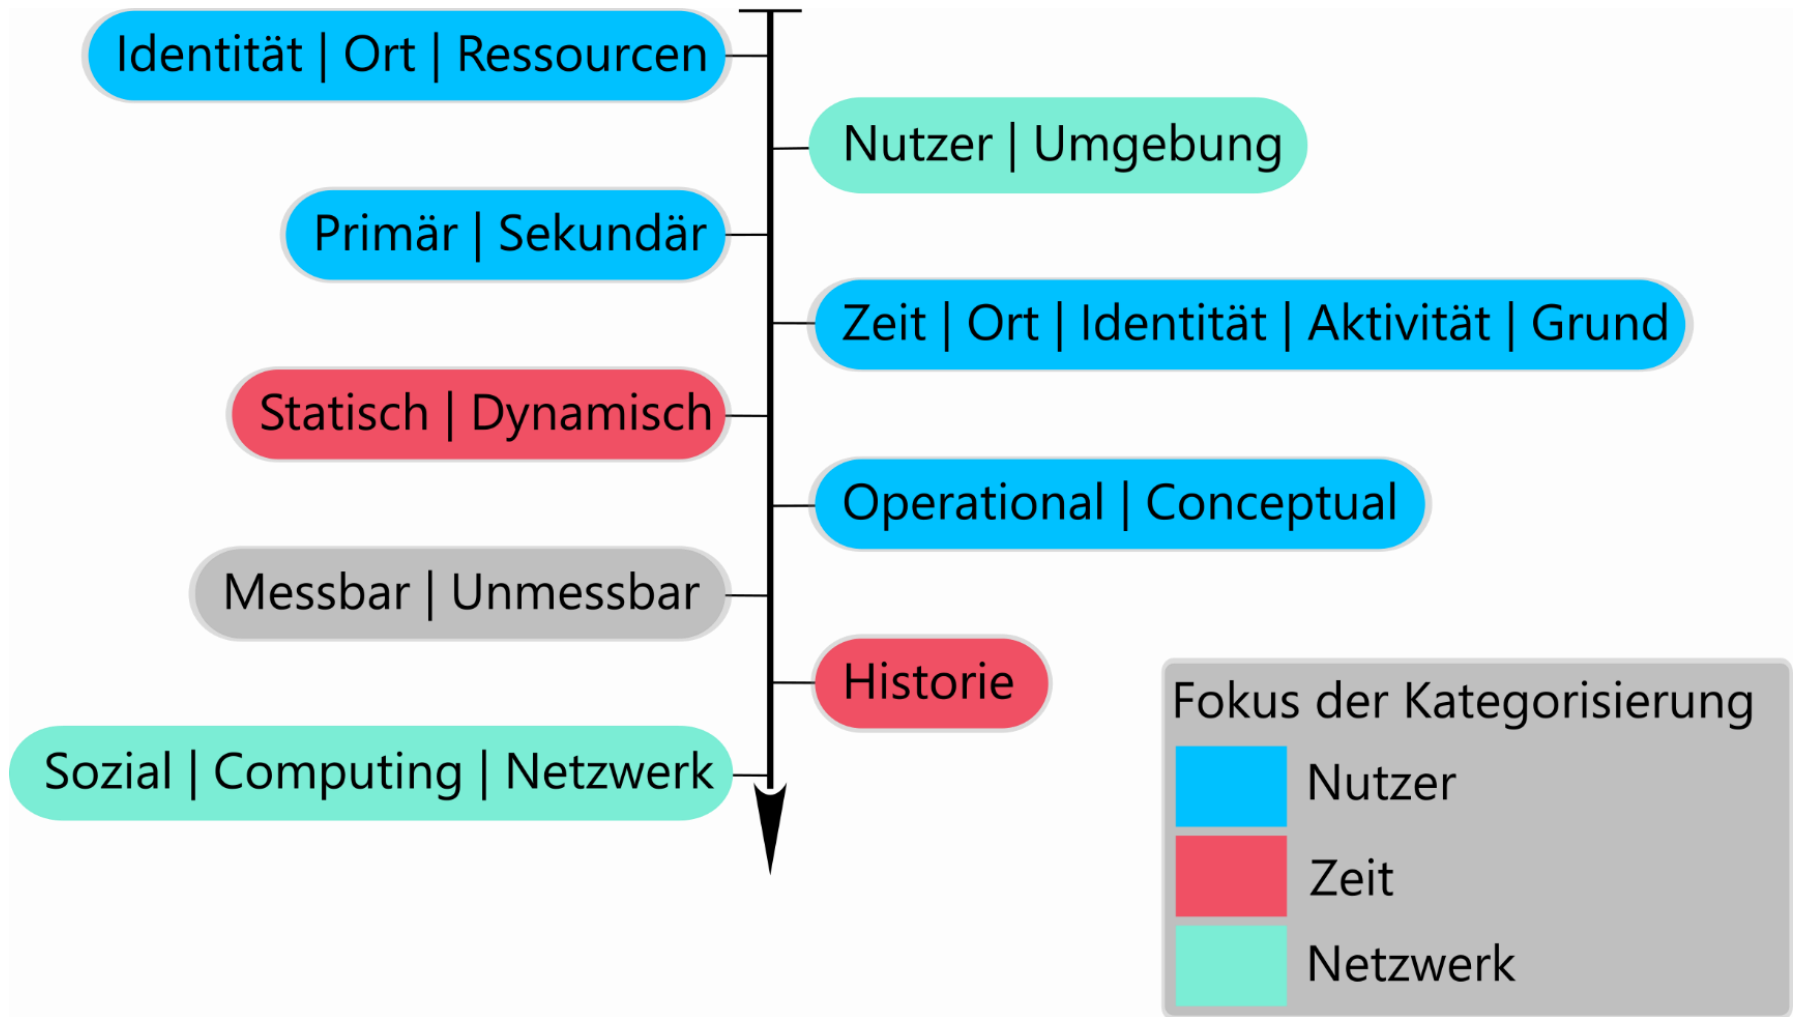 Identität | Ort | Ressourcen
Nutzer | Umgebung
Primär | Sekundär
Zeit | Ort | Identität | Aktivität | Grund
Statisch | Dynamisch
Operational | Conceptual
Messbar | Unmessbar
Historie
Sozial | Computing | Netzwerk
Fokus der Kategorisierung
Nutzer
Zeit
Netzwerk